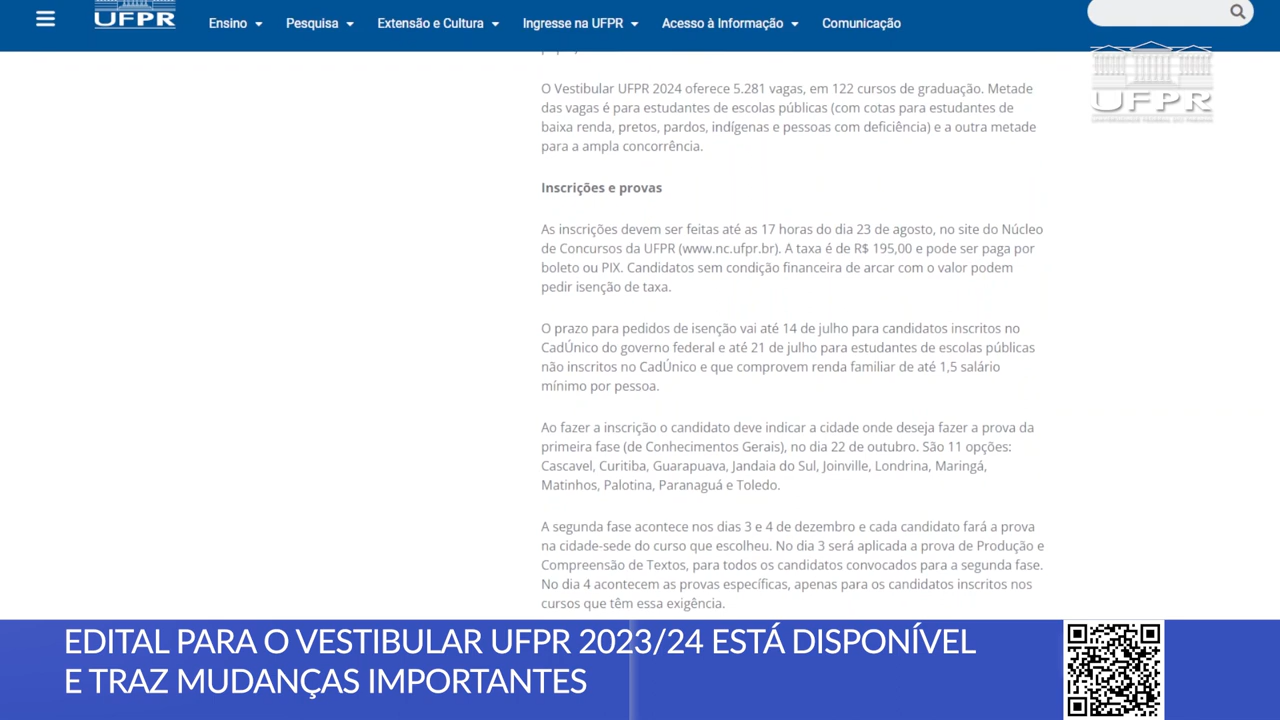 UFPR
Ensino
Pesquisa
Extensão e Cultura
Ingresse na UFPR
Acesso à Informação
Comunicação
UFPR
UNIVERSIDADE FEDERAL DO PARANÁ
O Vestibular UFPR 2024 oferece 5.281 vagas, em 122 cursos de graduação. Metade
das vagas é para estudantes de escolas públicas (com cotas para estudantes de
baixa renda, pretos, pardos, indígenas e pessoas com deficiência) e a outra metade
para a ampla concorrência.
Inscrições e provas
As inscrições devem ser feitas até as 17 horas do dia 23 de agosto, no site do Núcleo
de Concursos da UFPR (www.nc.ufpr.br). A taxa é de R$ 195,00 e pode ser paga por
boleto ou PIX. Candidatos sem condição financeira de arcar com o valor podem
pedir isenção de taxa.
O prazo para pedidos de isenção vai até 14 de julho para candidatos inscritos no
CadÚnico do governo federal e até 21 de julho para estudantes de escolas públicas
não inscritos no CadÚnico e que comprovem renda familiar de até 1,5 salário
mínimo por pessoa.
Ao fazer a inscrição o candidato deve indicar a cidade onde deseja fazer a prova da
primeira fase (de Conhecimentos Gerais), no dia 22 de outubro. São 11 opções:
Cascavel, Curitiba, Guarapuava, Jandaia do Sul, Joinville, Londrina, Maringá,
Matinhos, Palotina, Paranaguá e Toledo.
A segunda fase acontece nos dias 3 e 4 de dezembro e cada candidato fará a prova
na cidade-sede do curso que escolheu. No dia 3 será aplicada a prova de Produção e
Compreensão de Textos, para todos os candidatos convocados para a segunda fase.
No dia 4 acontecem as provas específicas, apenas para os candidatos inscritos nos
cursos que têm essa exigência.
EDITAL PARA O VESTIBULAR UFPR 2023/24 ESTÁ DISPONÍVEL
E TRAZ MUDANÇAS IMPORTANTES